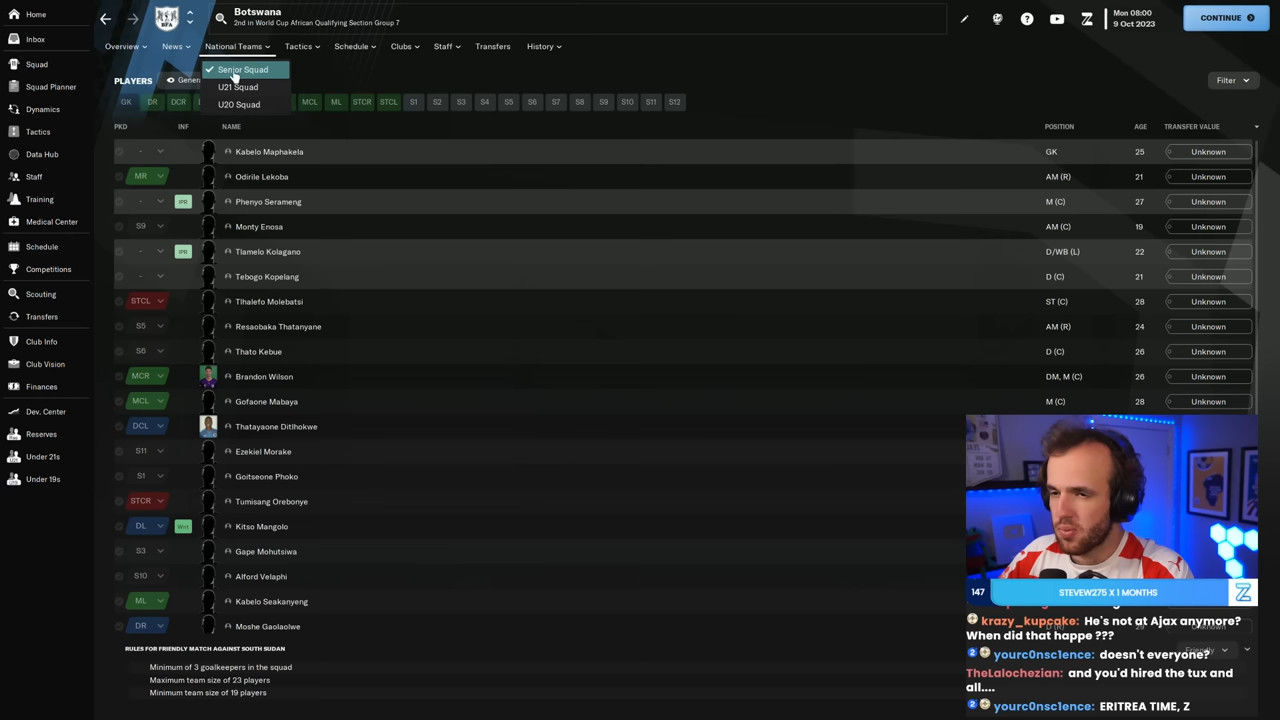 Home
Inbox
Squad
Squad Planner
Dynamics
Tactics
Data Hub
Staff
Training
Medical Center
Schedule
Competitions
Scouting
Transfers
Club Info
Club Vision
Finances
Dev. Center
Reserves
Under 21s
Under 19s
BFA
Botswana
2nd in World Cup African Qualifying Section Group 7
Mon 08:00
9 Oct 2023
CONTINUE
Overview News National Teams Tactics Schedule Clubs Staff Transfers History
Senior Squad
U21 Squad
U20 Squad
PLAYERS Filter
GK DR DCR MCL ML STCR STCL S1 S2 S3 S4 S5 S6 S7 S8 S9 S10 S11 S12
PKD INF NAME POSITION AGE TRANSFER VALUE
- Kabelo Maphakela GK 25 Unknown
MR Odirile Lekoba AM (R) 21 Unknown
- IPR Phenyo Serameng M (C) 27 Unknown
S9 Monty Enosa AM (C) 19 Unknown
- IPR Tlamelo Kolagano D/WB (L) 22 Unknown
- Tebogo Kopelang D (C) 21 Unknown
STCL Tlhalefo Molebatsi ST (C) 28 Unknown
S5 Resaobaka Thatanyane AM (R) 24 Unknown
S6 Thato Kebue D (C) 26 Unknown
MCR Brandon Wilson DM, M (C) 26 Unknown
MCL Gofaone Mabaya M (C) 28 Unknown
DCL Thatayaone Ditlhokwe
S11 Ezekiel Morake
S1 Goitseone Phoko
STCR Tumisang Orebonye
DL Wnt Kitso Mangolo
S3 Gape Mohutsiwa
S10 Alford Velaphi
ML Kabelo Seakanyeng
DR Moshe Gaolaolwe
RULES FOR FRIENDLY MATCH AGAINST SOUTH SUDAN
Minimum of 3 goalkeepers in the squad
Maximum team size of 23 players
Minimum team size of 19 players
147 STEVEW275 X 1 MONTHS
krazy_kupcake: He's not at Ajax anymore?
When did that happe ???
yourc0nsc1ence: doesn't everyone?
TheLalochezian: and you'd hired the tux and
all....
yourc0nsc1ence: ERITREA TIME, Z